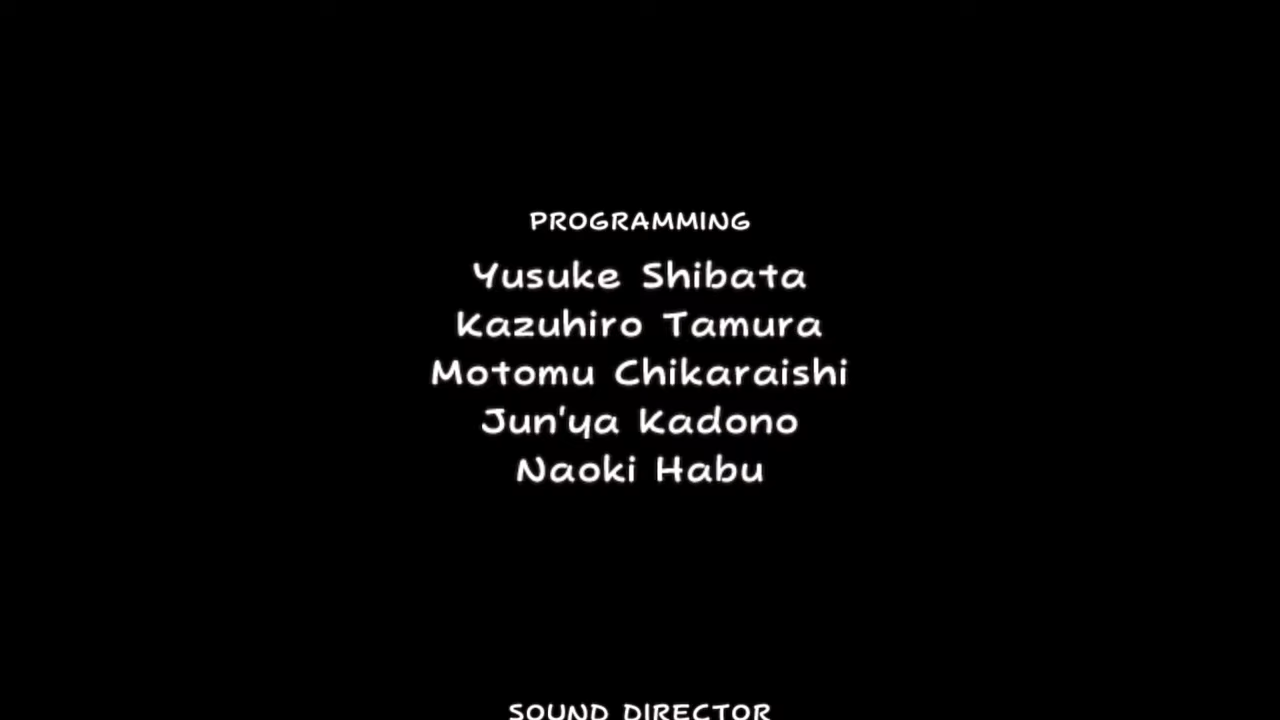 PROGRAMMING
Yusuke Shibata
Kazuhiro Tamura
Motomu Chikaraishi
Jun'ya Kadono
Naoki Habu
SOUND DIRECTOR